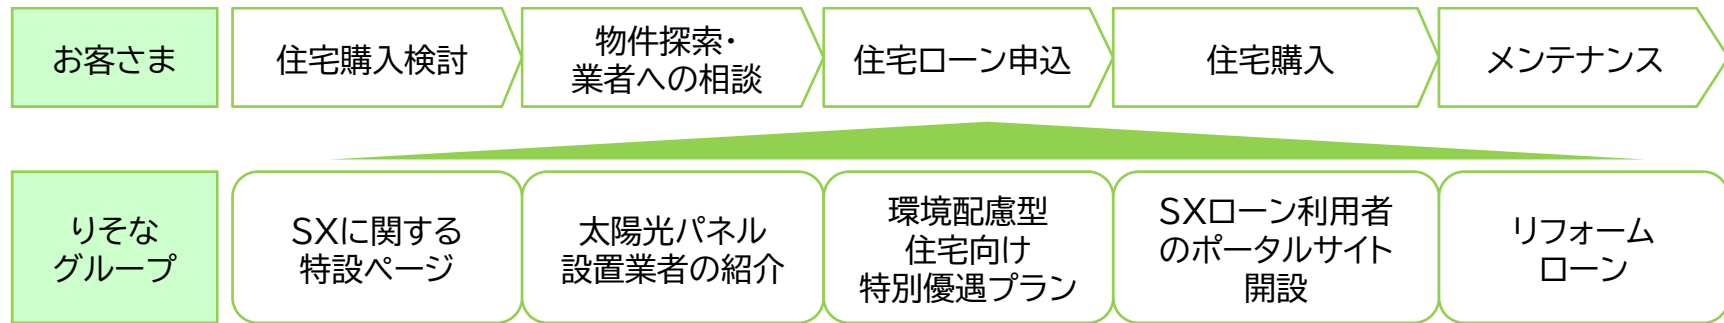 お客さま
住宅購入検討
物件探索・
業者への相談
住宅ローン申込
住宅購入
メンテナンス
りそな
グループ
SXに関する
特設ページ
太陽光パネル
設置業者の紹介
環境配慮型
住宅向け
特別優遇プラン
SXローン利用者
のポータルサイト
開設
リフォーム
ローン